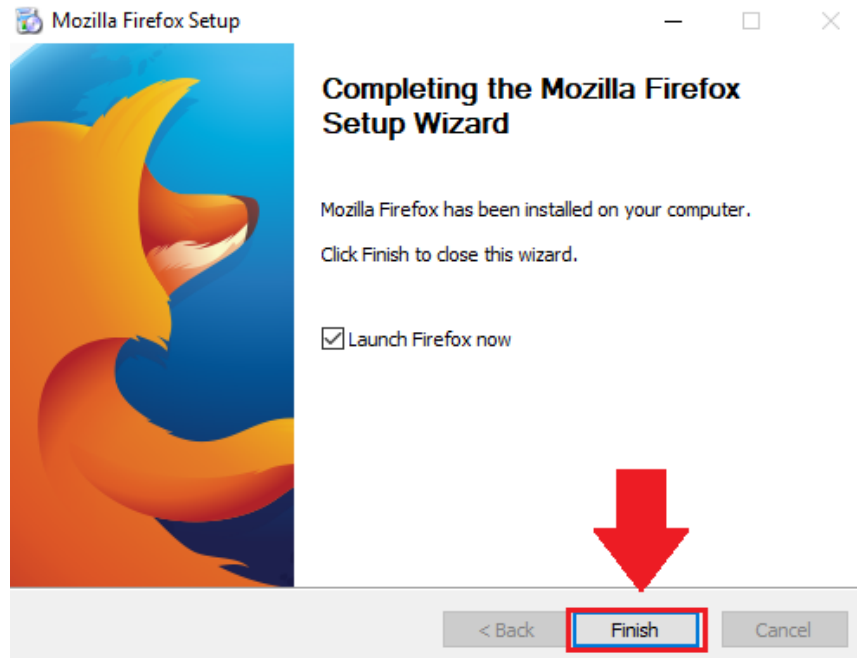 Mozilla Firefox Setup
Completing the Mozilla Firefox
Setup Wizard
Mozilla Firefox has been installed on your computer.
Click Finish to close this wizard.
Launch Firefox now
< Back
Finish
Cancel